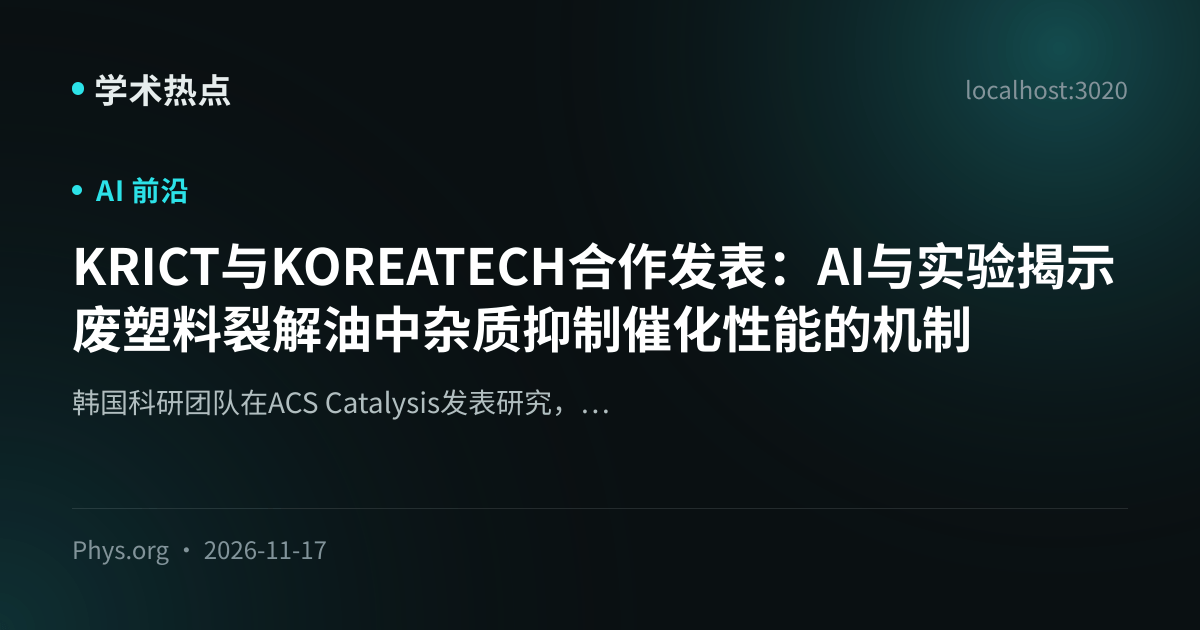 学术热点
localhost:3020
AI 前沿
KRICT与KOREATECH合作发表：AI与实验揭示
废塑料裂解油中杂质抑制催化性能的机制
韩国科研团队在ACS Catalysis发表研究，…
Phys.org · 2026-11-17